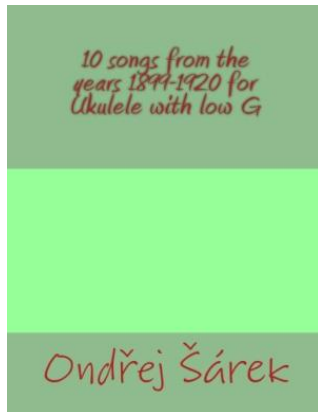 10 songs from the
years 1899-1920 for
Ukulele with low G
Ondřej Šárek